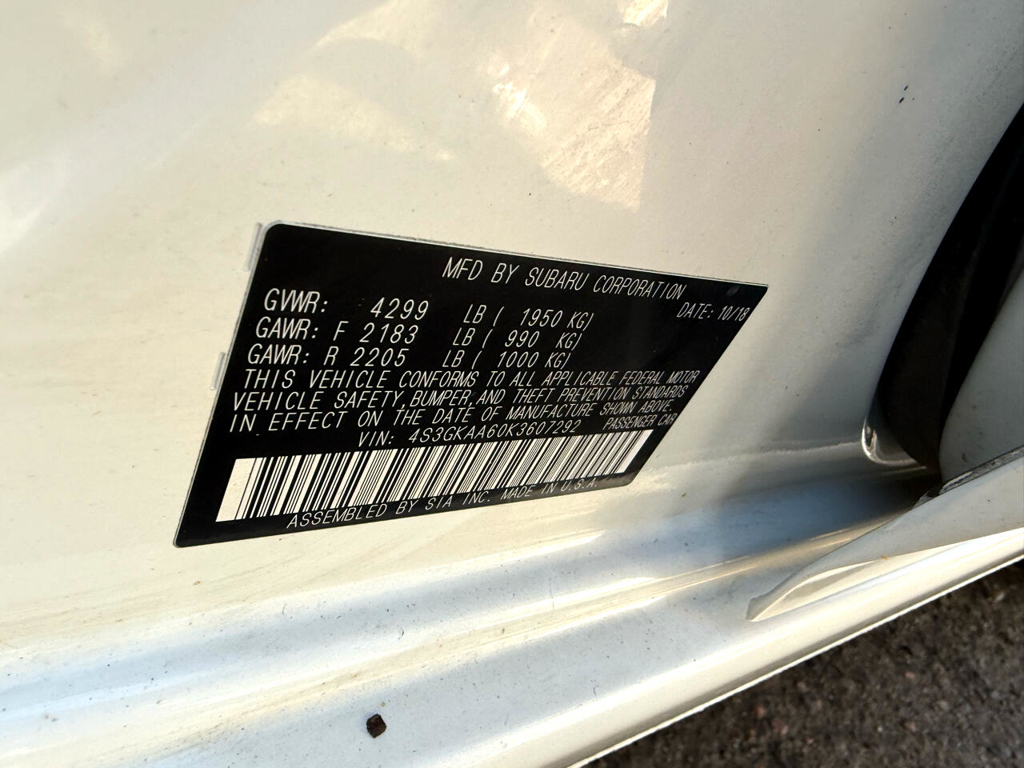 MFD BY SUBARU CORPORATION
GVWR: 4299 LB ( 1950 KG) DATE: 10/18
GAWR: F 2183 LB ( 990 KG)
GAWR: R 2205 LB ( 1000 KG)
THIS VEHICLE CONFORMS TO ALL APPLICABLE FEDERAL MOTOR
VEHICLE SAFETY, BUMPER, AND THEFT PREVENTION STANDARDS
IN EFFECT ON THE DATE OF MANUFACTURE SHOWN ABOVE.
VIN: 4S3GKAA60K3607292 PASSENGER CAR
ASSEMBLED BY SIA INC. MADE IN U.S.A.